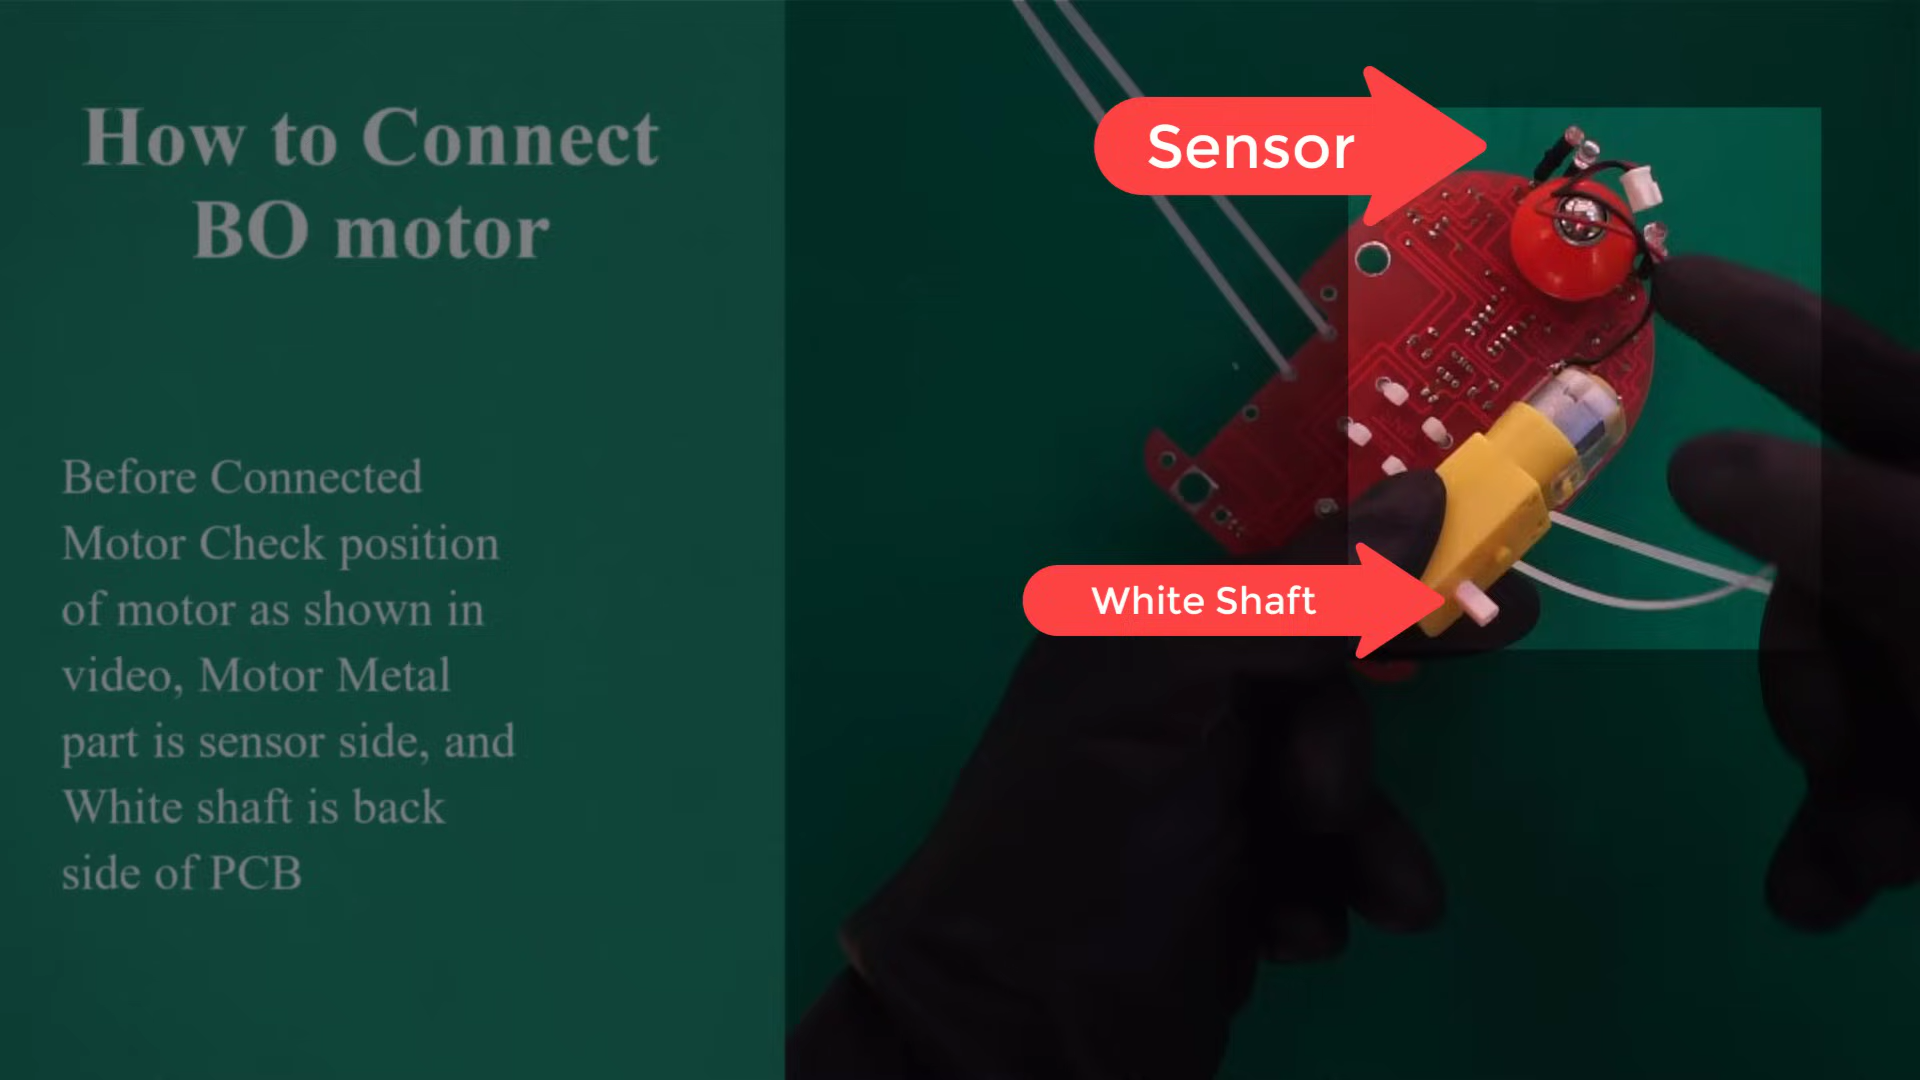 How to Connect
BO motor
Before Connected
Motor Check position
of motor as shown in
video, Motor Metal
part is sensor side, and
White shaft is back
side of PCB
Sensor
White Shaft